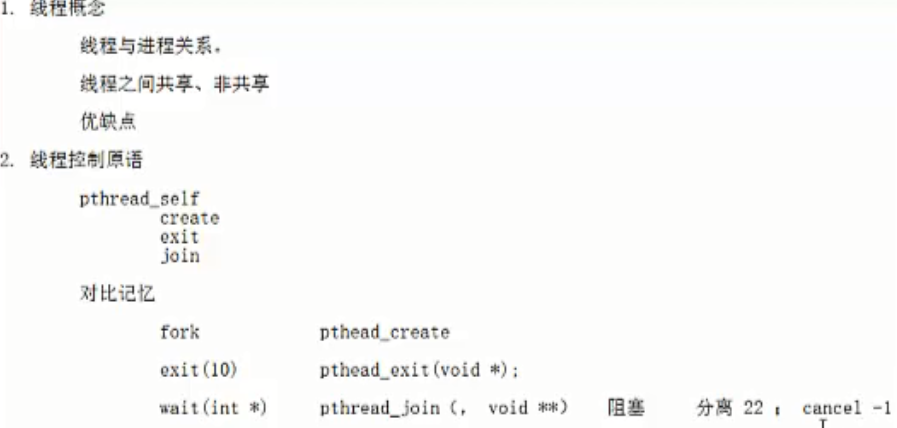 1. 线程概念
线程与进程关系。
线程之间共享、非共享
优缺点
2. 线程控制原语
pthread_self
create
exit
join
对比记忆
fork pthead_create
exit(10) pthead_exit(void *);
wait(int *) pthread_join (, void **) 阻塞 分离 22 ; cancel -1